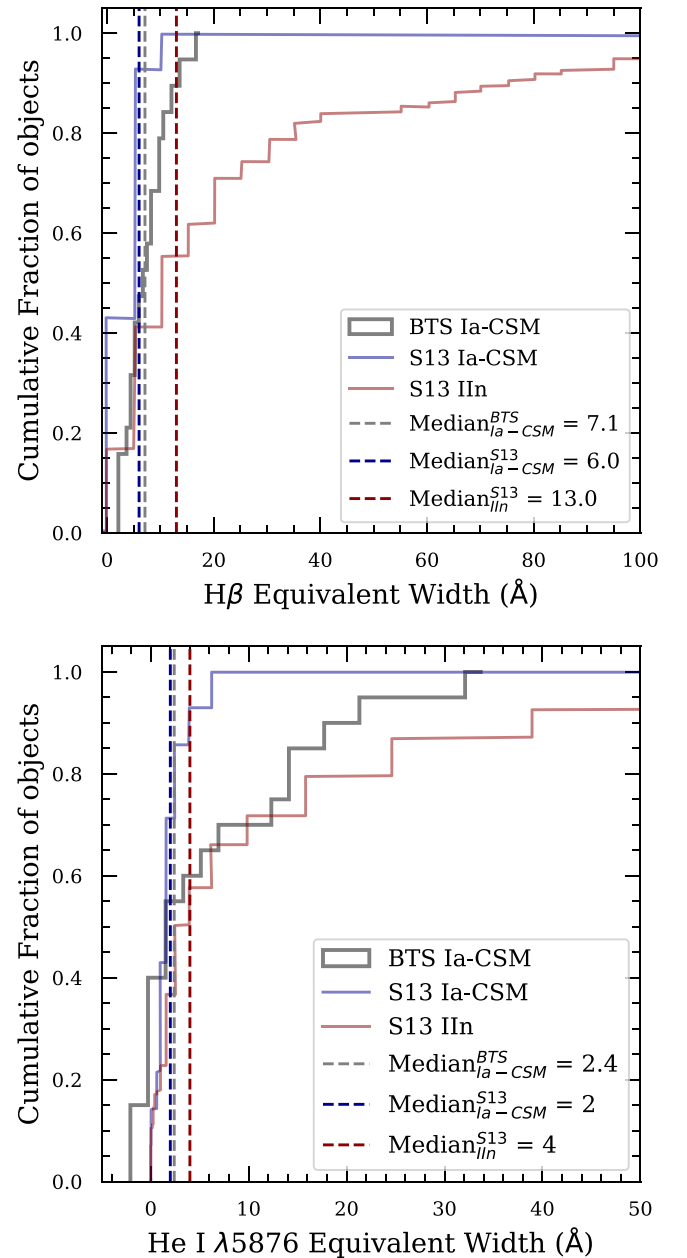 1.0
0.8
0.6
0.4
0.2
0.0
Cumulative Fraction of objects
BTS Ia-CSM
S13 Ia-CSM
S13 IIn
Median^{BTS}_{Ia−CSM} = 7.1
Median^{S13}_{Ia−CSM} = 6.0
Median^{S13}_{IIn} = 13.0
0 20 40 60 80 100
Hβ Equivalent Width (Å)
1.0
0.8
0.6
0.4
0.2
0.0
Cumulative Fraction of objects
BTS Ia-CSM
S13 Ia-CSM
S13 IIn
Median^{BTS}_{Ia−CSM} = 2.4
Median^{S13}_{Ia−CSM} = 2
Median^{S13}_{IIn} = 4
0 10 20 30 40 50
He I λ5876 Equivalent Width (Å)